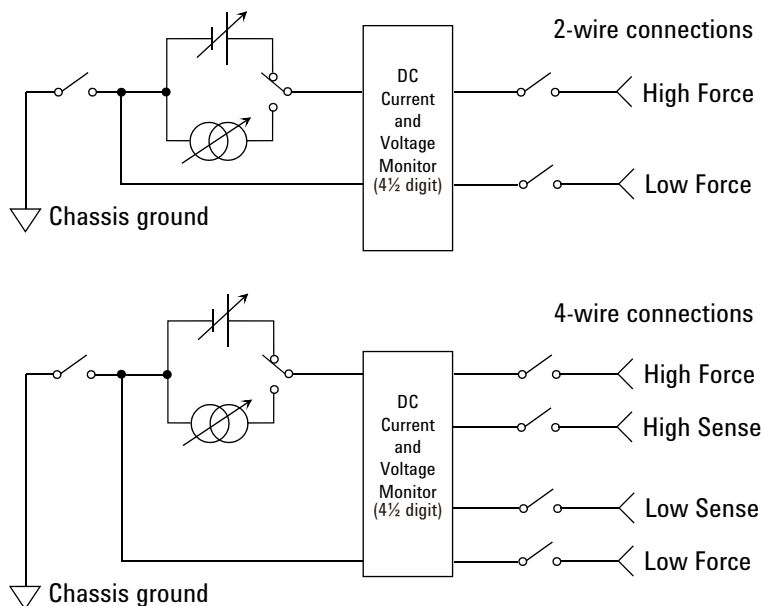 2-wire connections
DC
Current
and
Voltage
Monitor
(4½ digit)
High Force
Low Force
Chassis ground
4-wire connections
DC
Current
and
Voltage
Monitor
(4½ digit)
High Force
High Sense
Low Sense
Low Force
Chassis ground